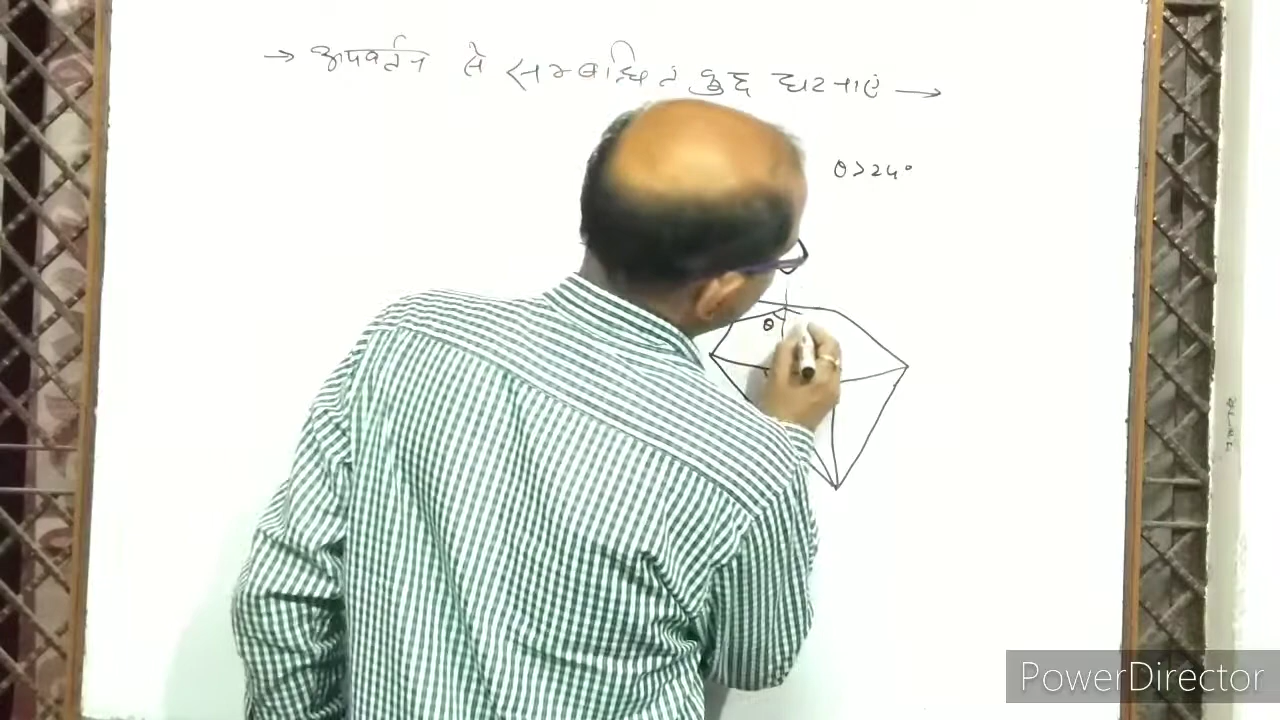 → अपवर्तन से सम्बन्धित कुछ घटनाएं →
θ > 24°
θ
PowerDirector